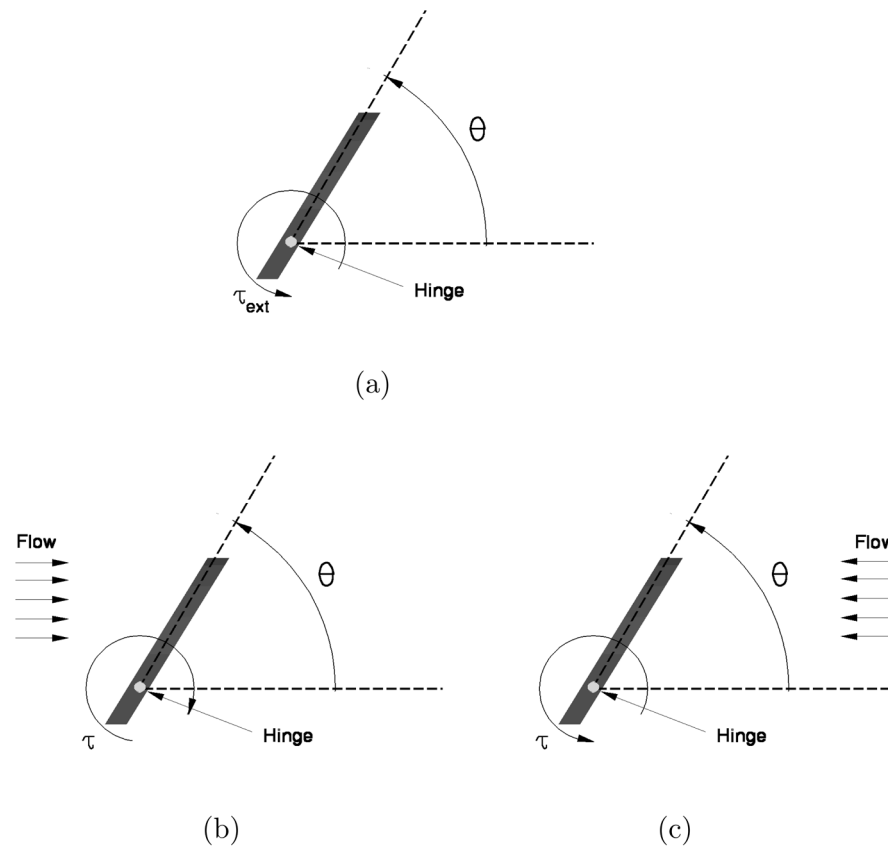 θ
τext
Hinge
(a)
Flow
θ
τ
Hinge
(b)
Flow
θ
τ
Hinge
(c)